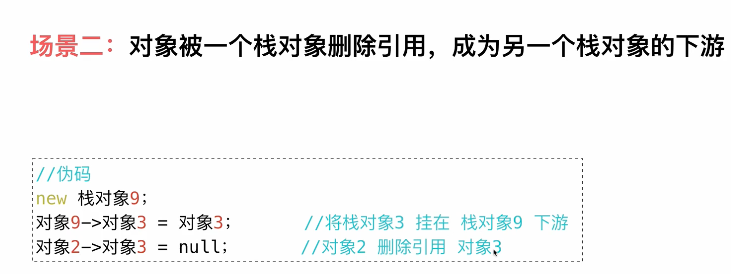 场景二：对象被一个栈对象删除引用，成为另一个栈对象的下游
//伪码
new 栈对象9;
对象9->对象3 = 对象3; //将栈对象3 挂在 栈对象9 下游
对象2->对象3 = null; //对象2 删除引用 对象3